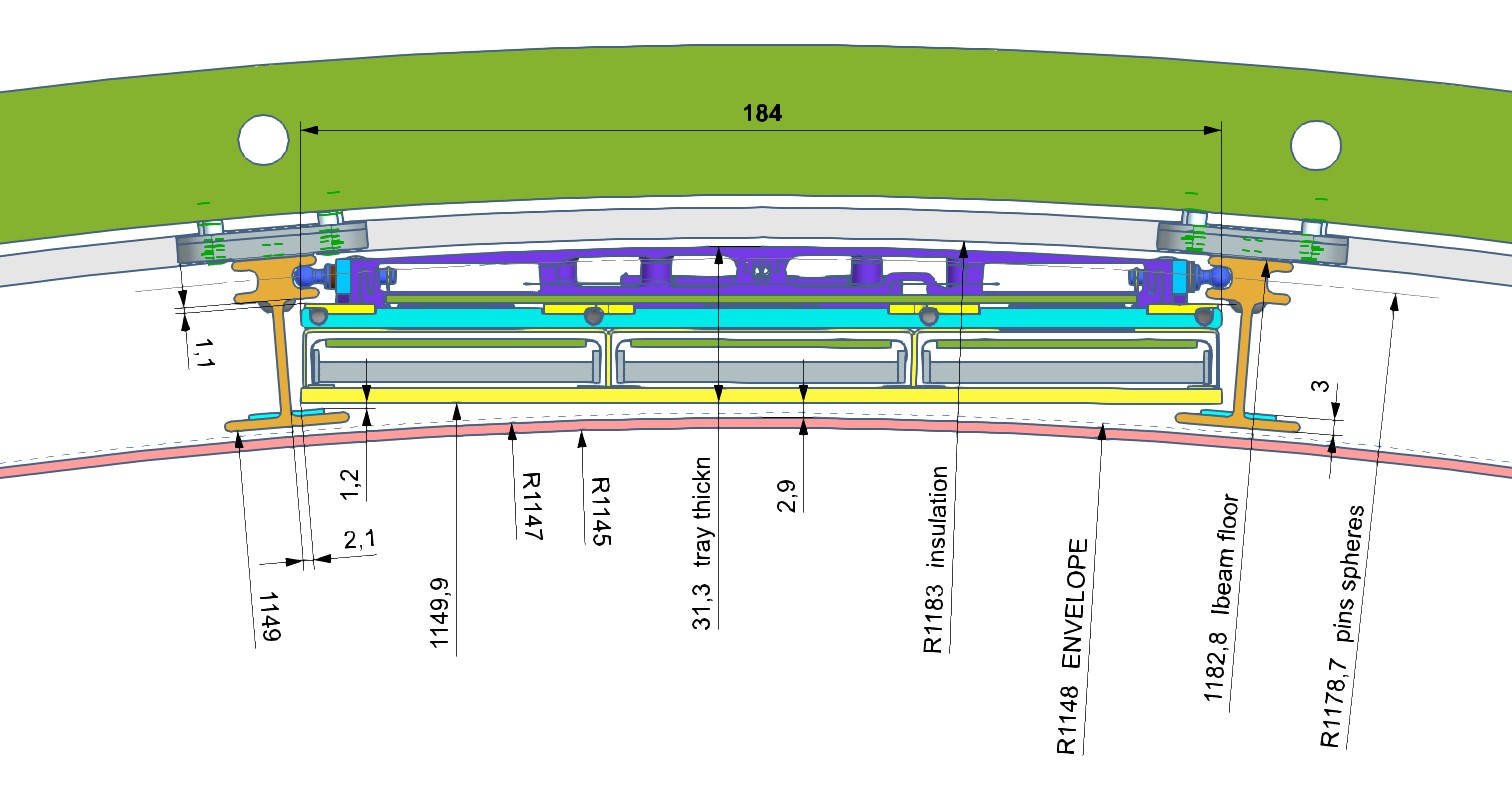 184
1,1
3
1,2
2,9
2,1
R1147
R1145
31,3 tray thickn
R1183 insulation
1149
1149,9
R1148 ENVELOPE
1182,8 Ibeam floor
R1178,7 pins spheres